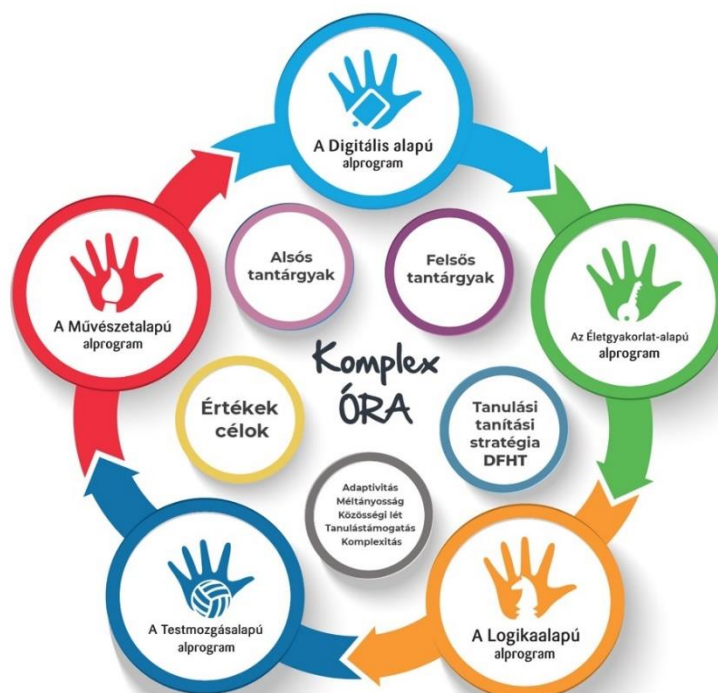 A Digitális alapú
alprogram
Alsós
tantárgyak
Felsős
tantárgyak
A Művészetalapú
alprogram
Az Életgyakorlat-alapú
alprogram
Komplex
ÓRA
Értékek
célok
Tanulási
tanítási
stratégia
DFHT
Adaptivitás
Méltányosság
Közösségi lét
Tanulástámogatás
Komplexitás
A Testmozgásalapú
alprogram
A Logikaalapú
alprogram